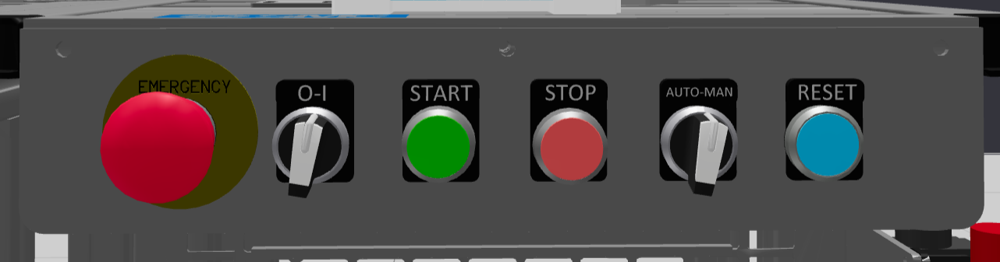 EMERGENCY
O-I
START
STOP
AUTO-MAN
RESET